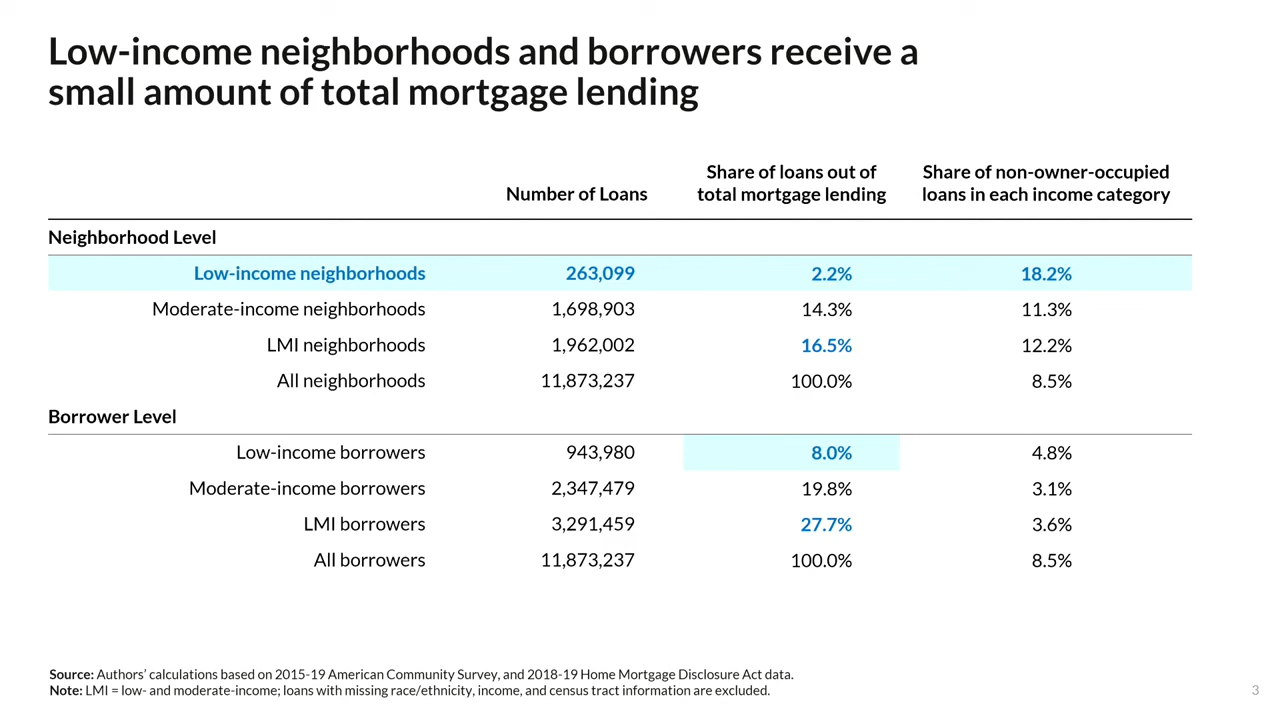 Low-income neighborhoods and borrowers receive a
small amount of total mortgage lending
Number of Loans
Share of loans out of
total mortgage lending
Share of non-owner-occupied
loans in each income category
Neighborhood Level
Low-income neighborhoods 263,099 2.2% 18.2%
Moderate-income neighborhoods 1,698,903 14.3% 11.3%
LMI neighborhoods 1,962,002 16.5% 12.2%
All neighborhoods 11,873,237 100.0% 8.5%
Borrower Level
Low-income borrowers 943,980 8.0% 4.8%
Moderate-income borrowers 2,347,479 19.8% 3.1%
LMI borrowers 3,291,459 27.7% 3.6%
All borrowers 11,873,237 100.0% 8.5%
Source: Authors’ calculations based on 2015-19 American Community Survey, and 2018-19 Home Mortgage Disclosure Act data.
Note: LMI = low- and moderate-income; loans with missing race/ethnicity, income, and census tract information are excluded.
3